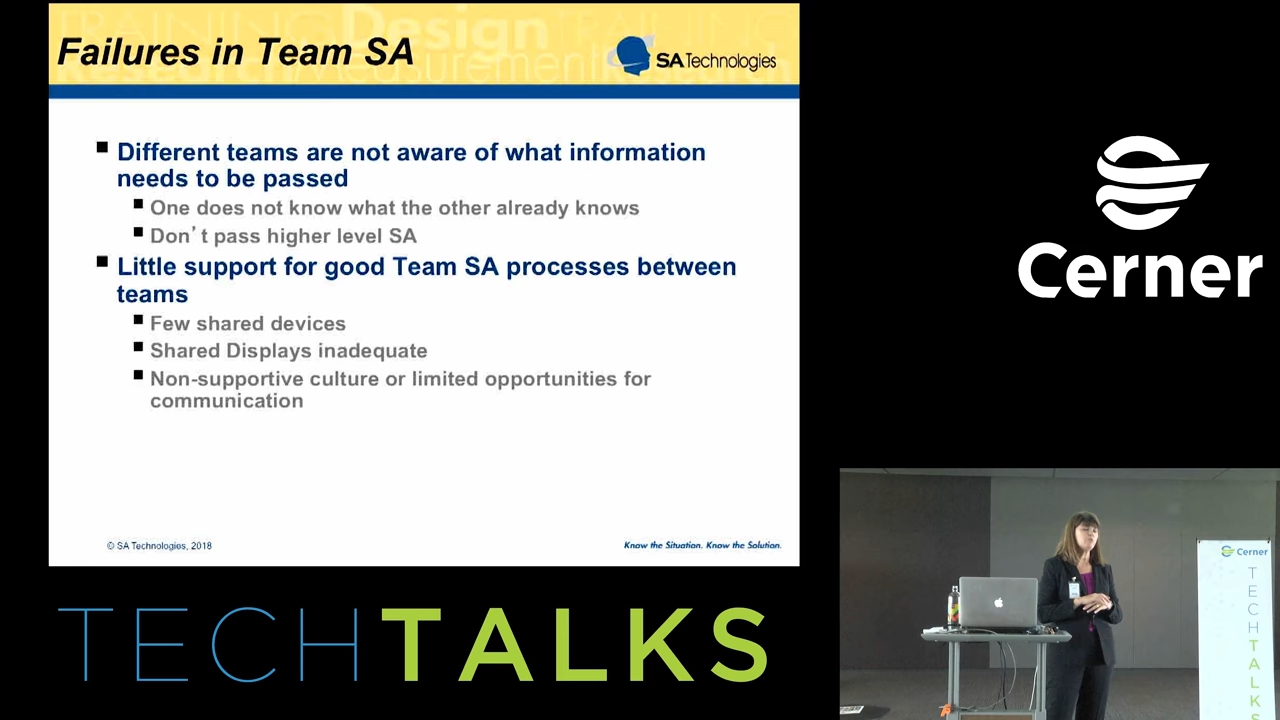 Failures in Team SA
SA Technologies
Different teams are not aware of what information
needs to be passed
One does not know what the other already knows
Don’t pass higher level SA
Little support for good Team SA processes between
teams
Few shared devices
Shared Displays inadequate
Non-supportive culture or limited opportunities for
communication
© SA Technologies, 2018
Know the Situation. Know the Solution.
TECHTALKS
Cerner
Cerner
TECHTALKS